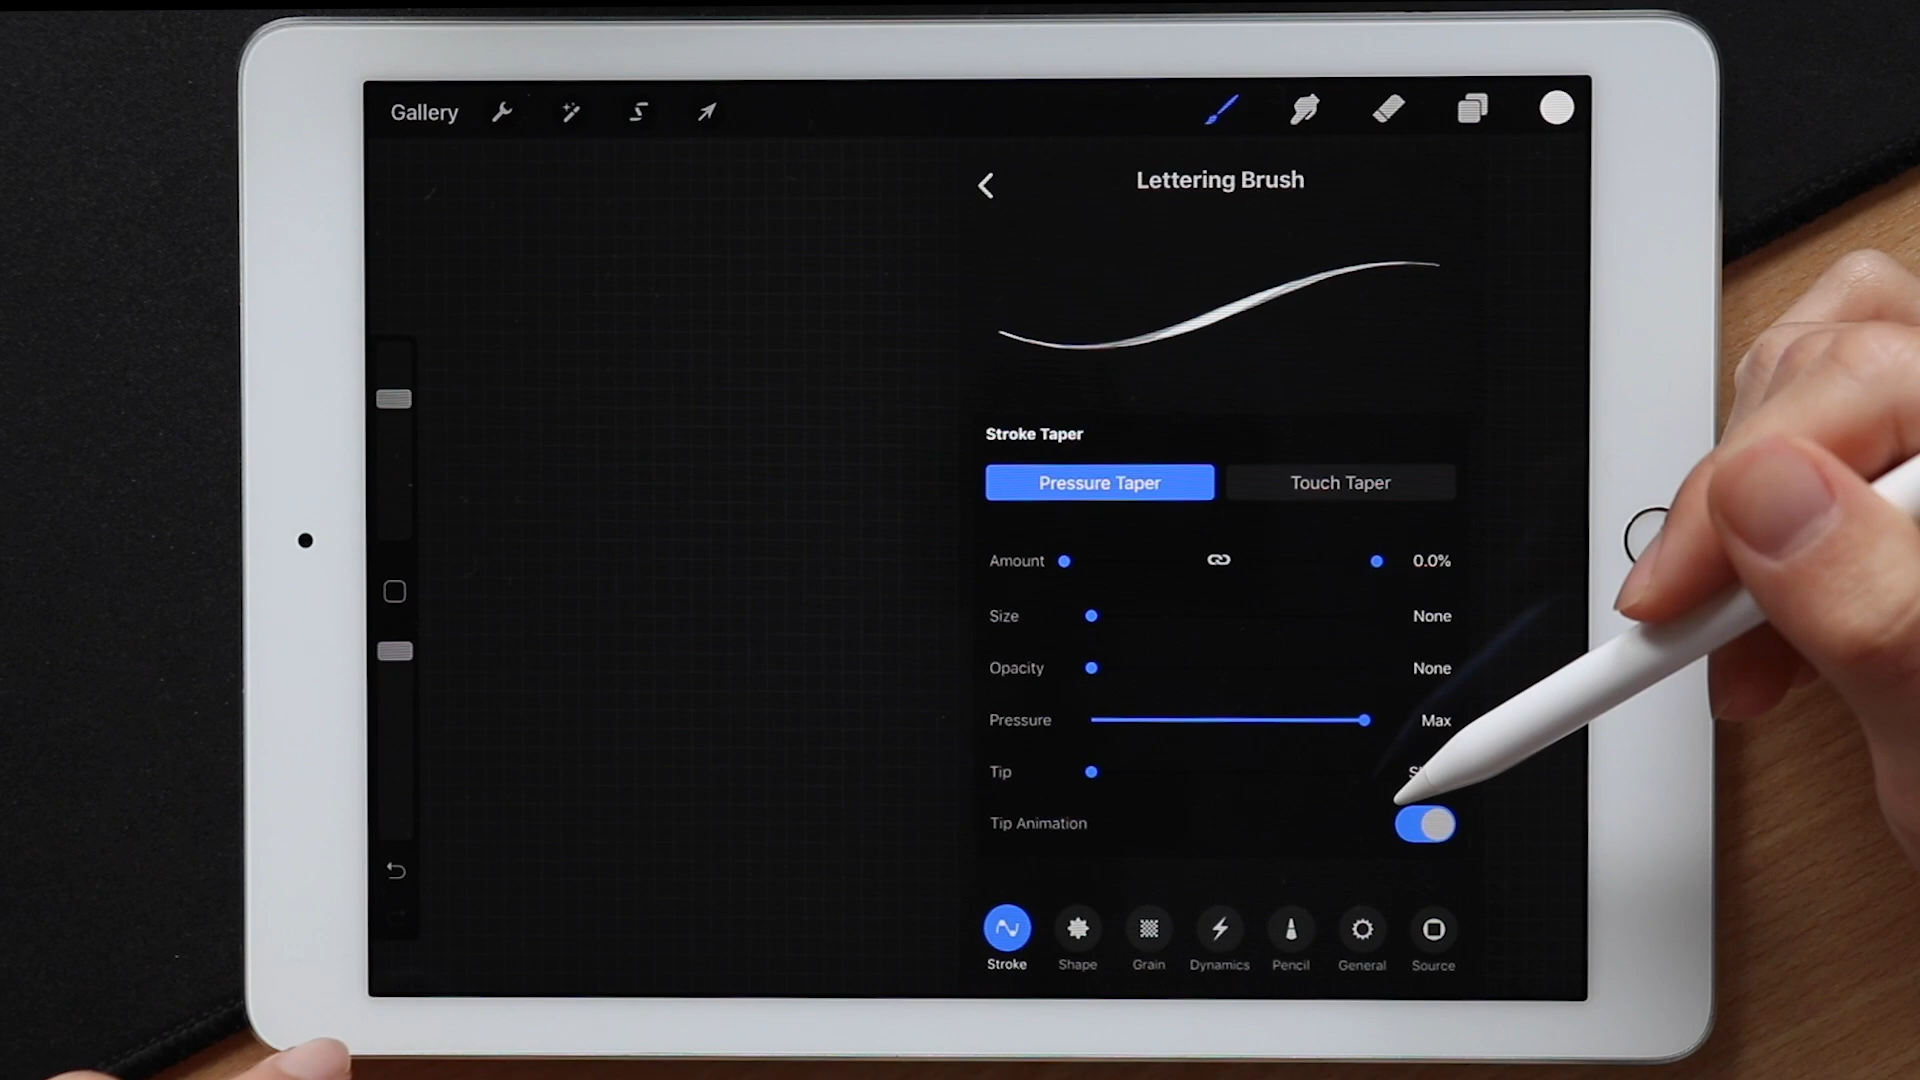 Gallery
Lettering Brush
Stroke Taper
Pressure Taper Touch Taper
Amount 0.0%
Size None
Opacity None
Pressure Max
Tip
Tip Animation
Stroke Shape Grain Dynamics Pencil General Source